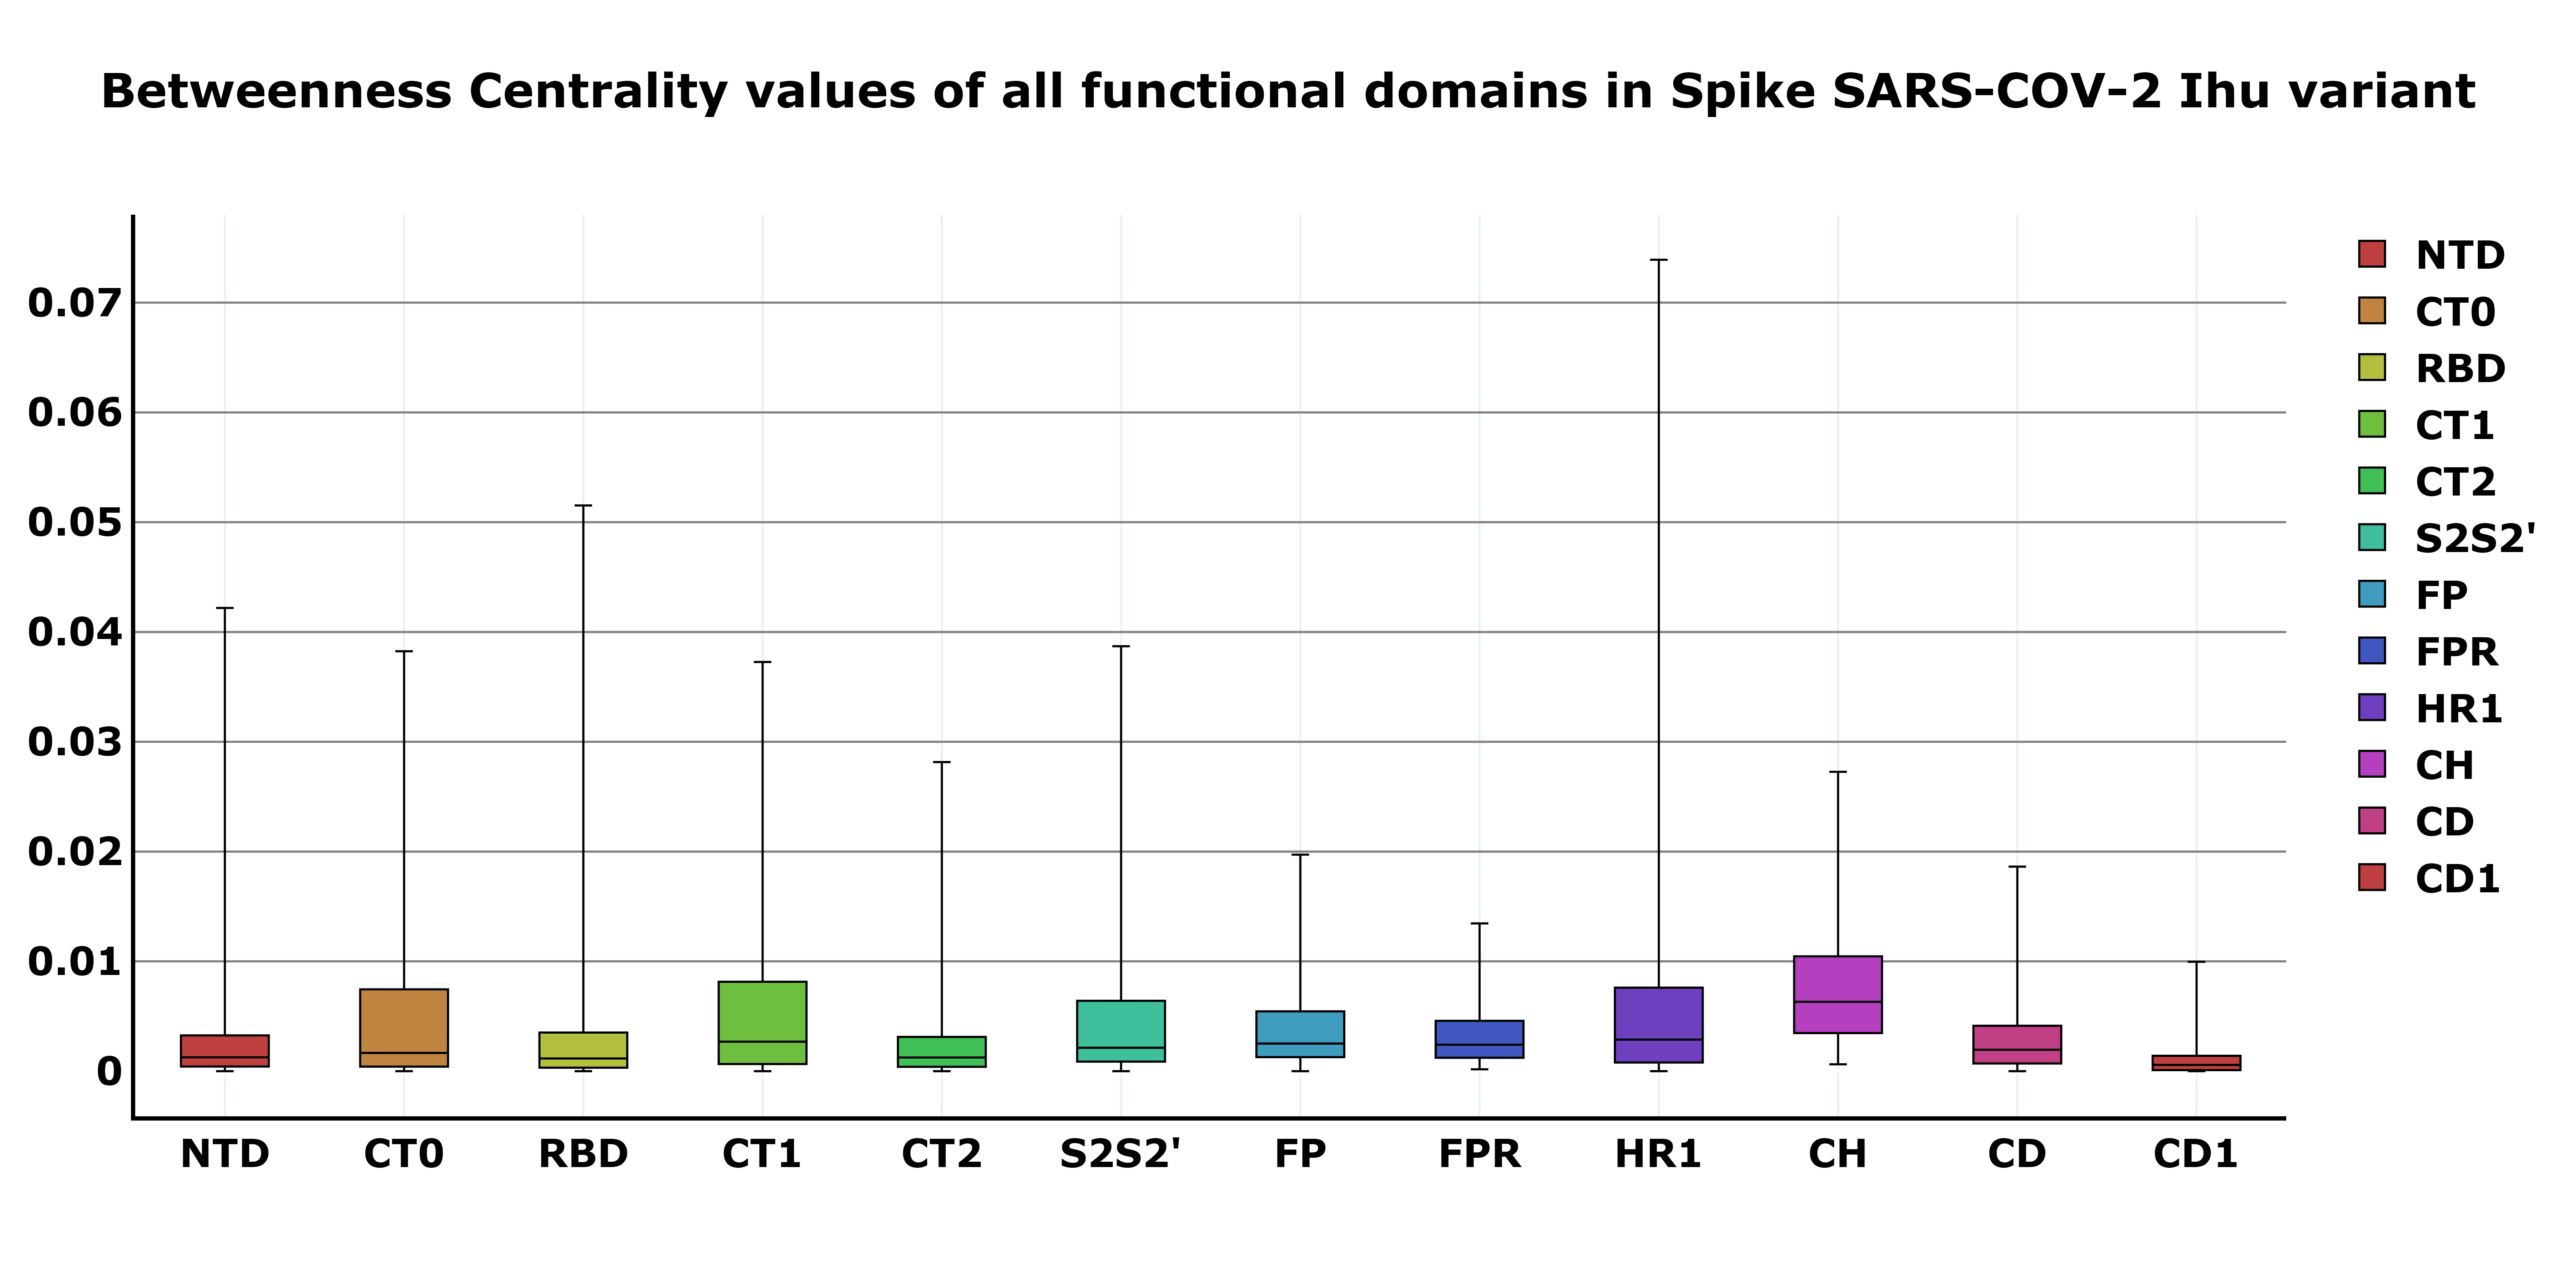 Betweenness Centrality values of all functional domains in Spike SARS-COV-2 Ihu variant
0.07
0.06
0.05
0.04
0.03
0.02
0.01
0
NTD CT0 RBD CT1 CT2 S2S2' FP FPR HR1 CH CD CD1
NTD
CT0
RBD
CT1
CT2
S2S2'
FP
FPR
HR1
CH
CD
CD1